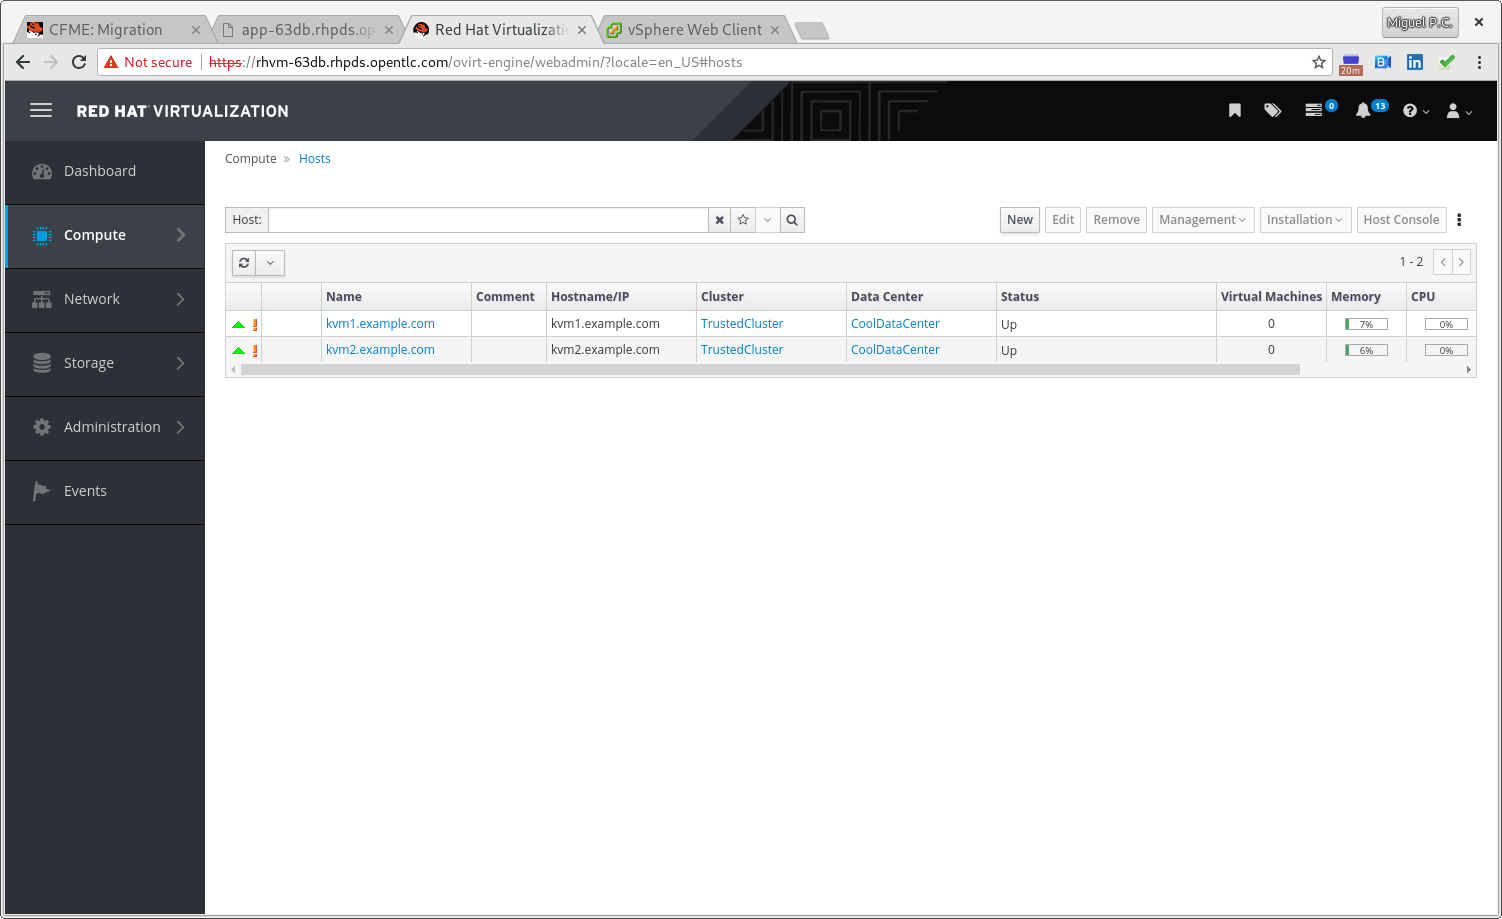 CFME: Migration
app-63db.rhpds.op
Red Hat Virtualizati
vSphere Web Client
Miguel P.C.
Not secure
https://rhvm-63db.rhpds.opentlc.com/ovirt-engine/webadmin/?locale=en_US#hosts
20m
B
in
RED HAT VIRTUALIZATION
0
13
Dashboard
Compute
Network
Storage
Administration
Events
Compute » Hosts
Host:
New Edit Remove Management Installation Host Console
1 - 2
Name Comment Hostname/IP Cluster Data Center Status Virtual Machines Memory CPU
kvm1.example.com kvm1.example.com TrustedCluster CoolDataCenter Up 0 7% 0%
kvm2.example.com kvm2.example.com TrustedCluster CoolDataCenter Up 0 6% 0%